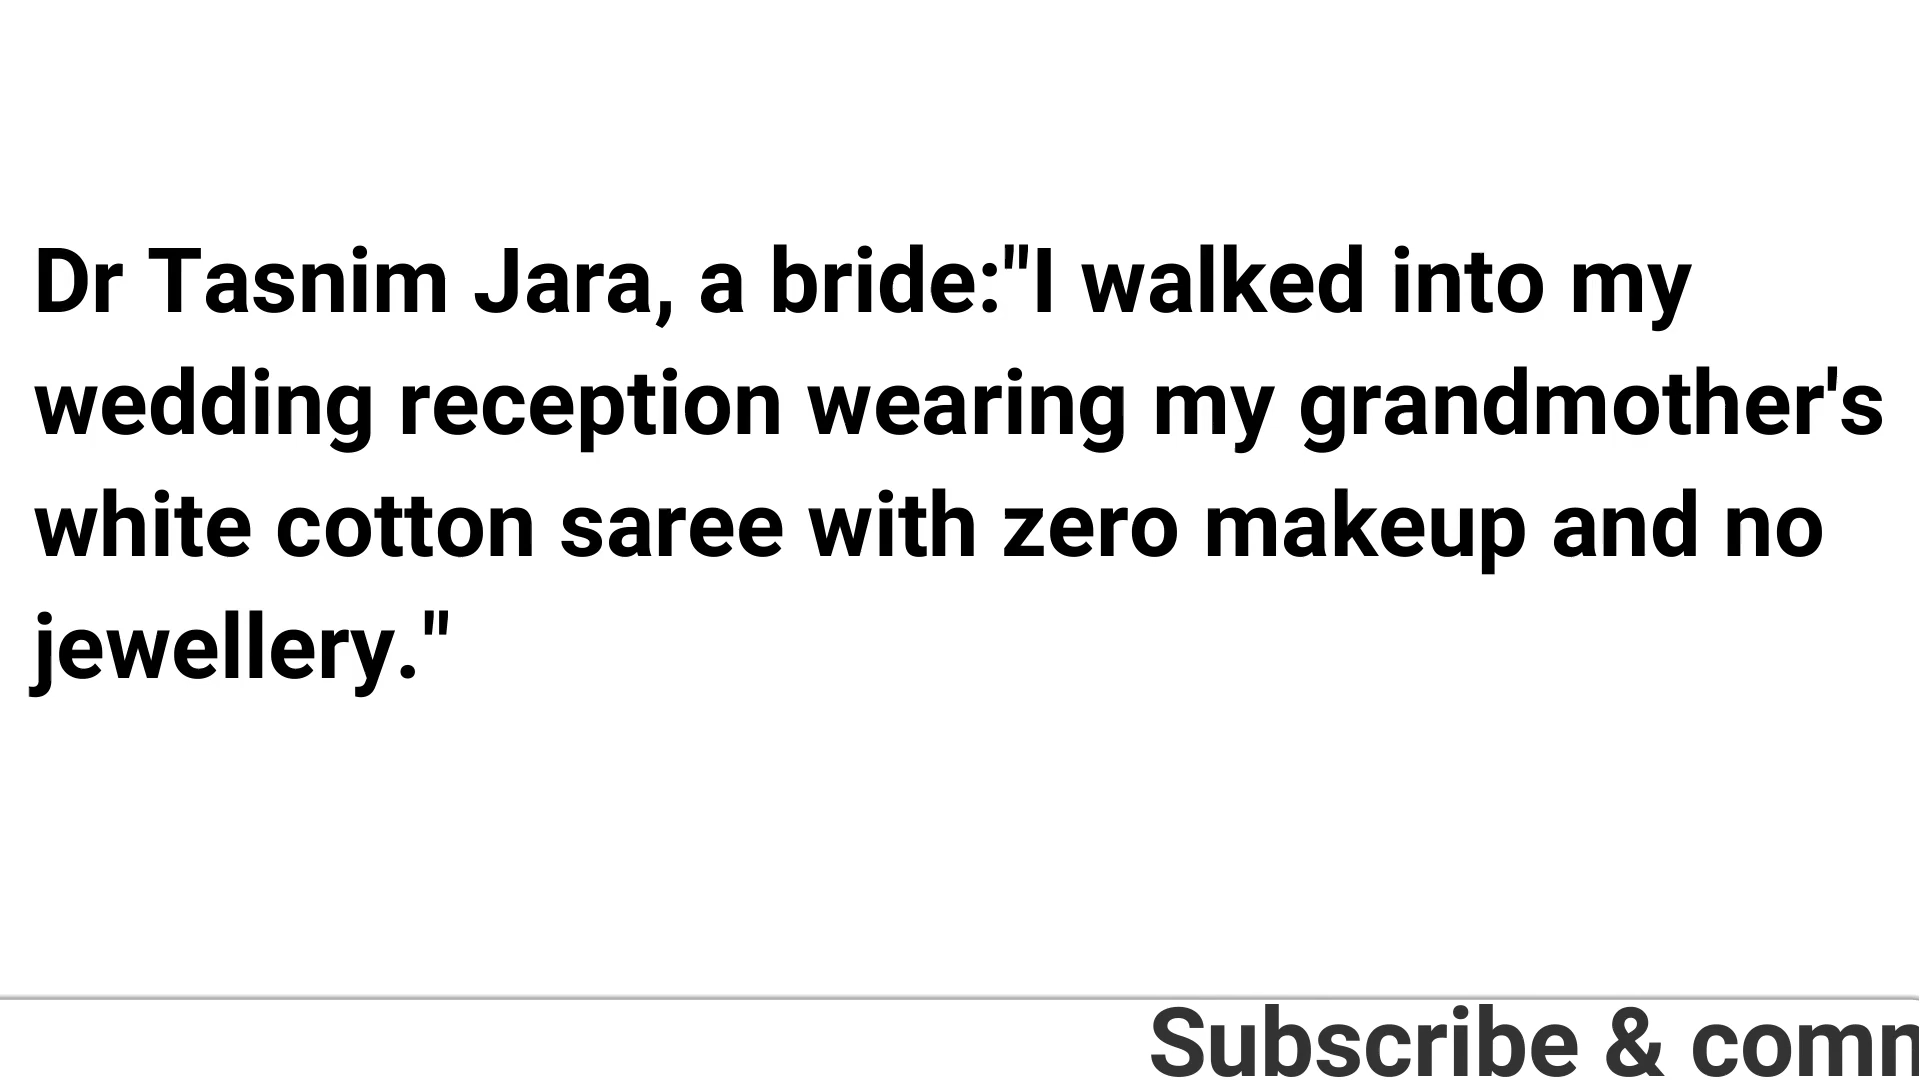 Dr Tasnim Jara, a bride:"I walked into my
wedding reception wearing my grandmother's
white cotton saree with zero makeup and no
jewellery."
Subscribe &